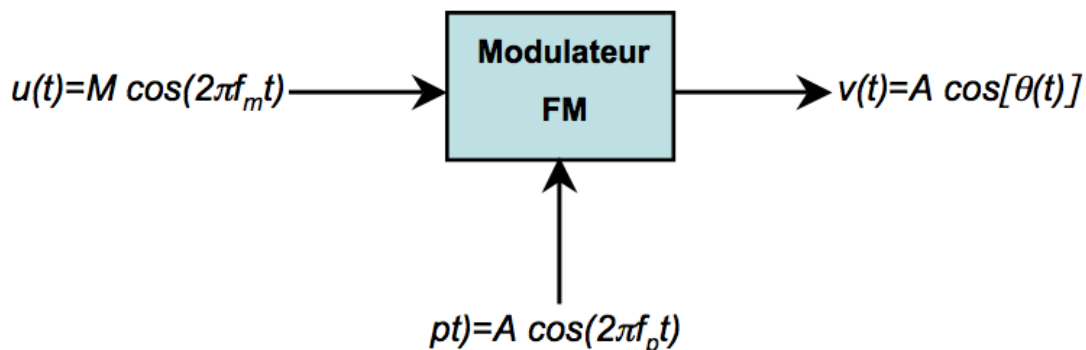 Modulateur
FM
u(t)=M cos(2πfmt)
v(t)=A cos[θ(t)]
pt)=A cos(2πfpt)